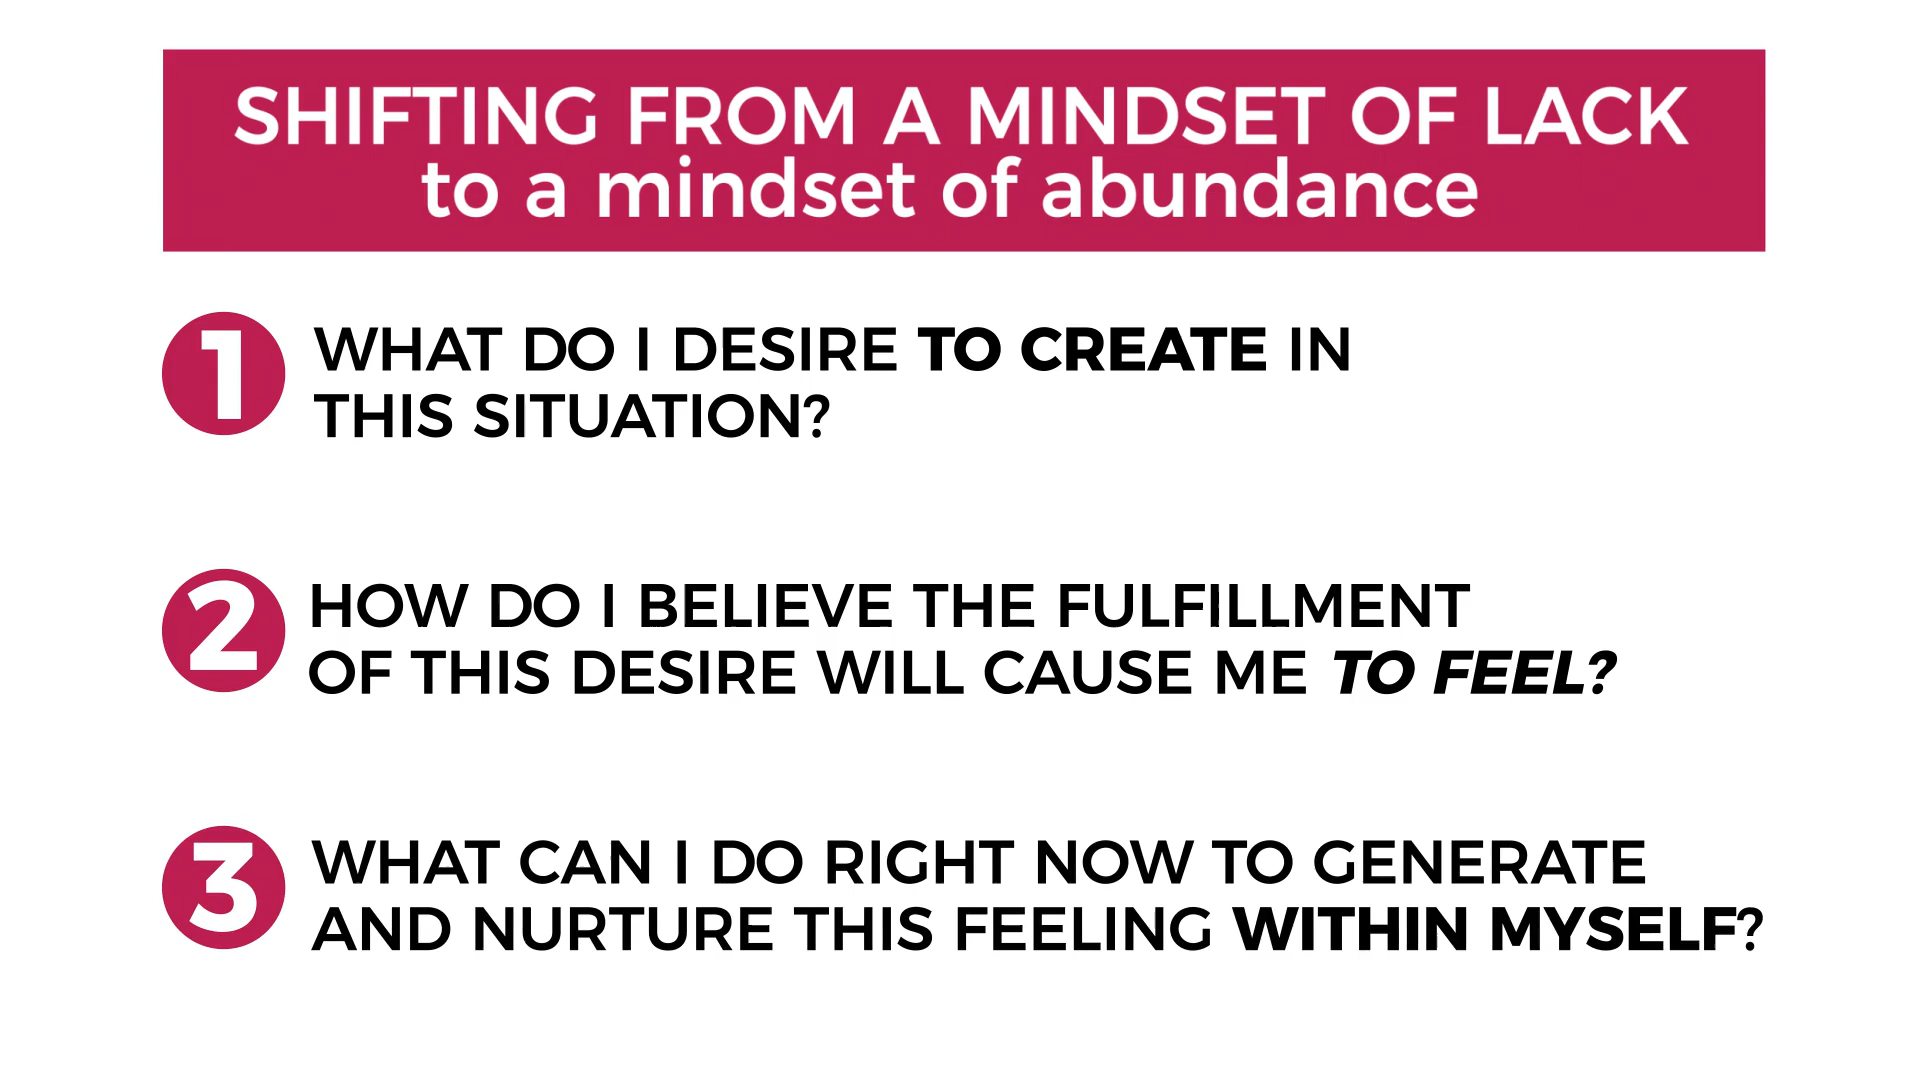 SHIFTING FROM A MINDSET OF LACK
to a mindset of abundance
1 WHAT DO I DESIRE TO CREATE IN
THIS SITUATION?
2 HOW DO I BELIEVE THE FULFILLMENT
OF THIS DESIRE WILL CAUSE ME TO FEEL?
3 WHAT CAN I DO RIGHT NOW TO GENERATE
AND NURTURE THIS FEELING WITHIN MYSELF?